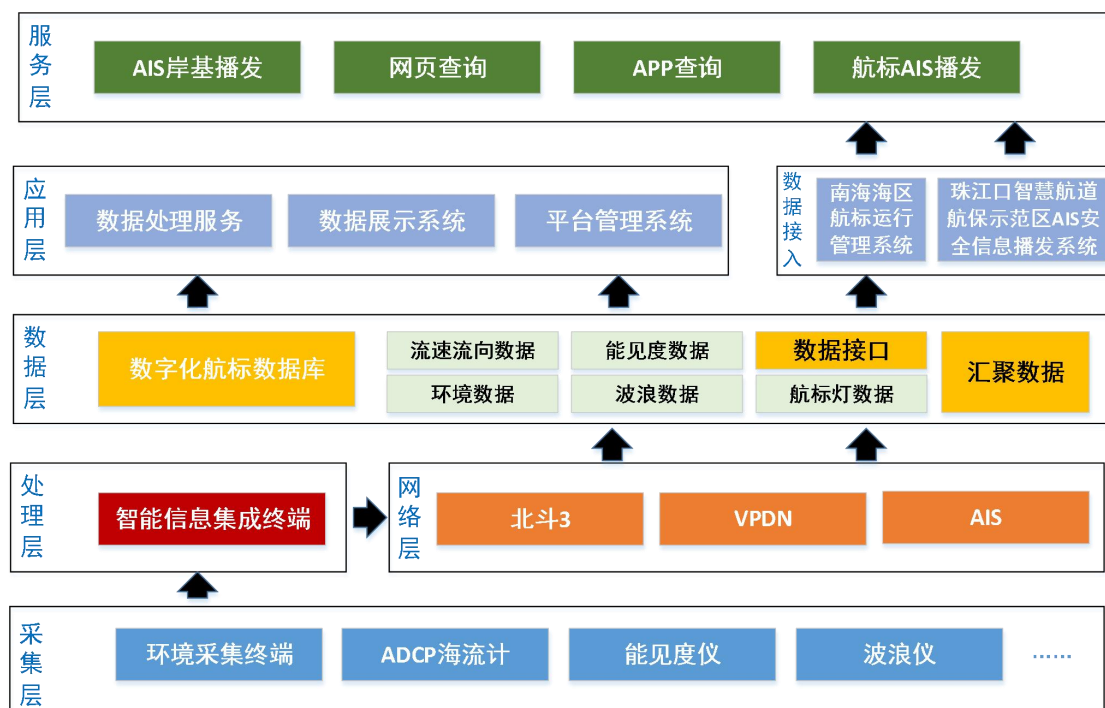 服务层
AIS岸基播发
网页查询
APP查询
航标AIS播发
应用层
数据处理服务
数据展示系统
平台管理系统
数据接入
南海海区
航标运行
管理系统
珠江口智慧航道
航保示范区AIS安
全信息播发系统
数据层
数字化航标数据库
流速流向数据
能见度数据
数据接口
汇聚数据
环境数据
波浪数据
航标灯数据
处理层
智能信息集成终端
网络层
北斗3
VPDN
AIS
采集层
环境采集终端
ADCP海流计
能见度仪
波浪仪
……